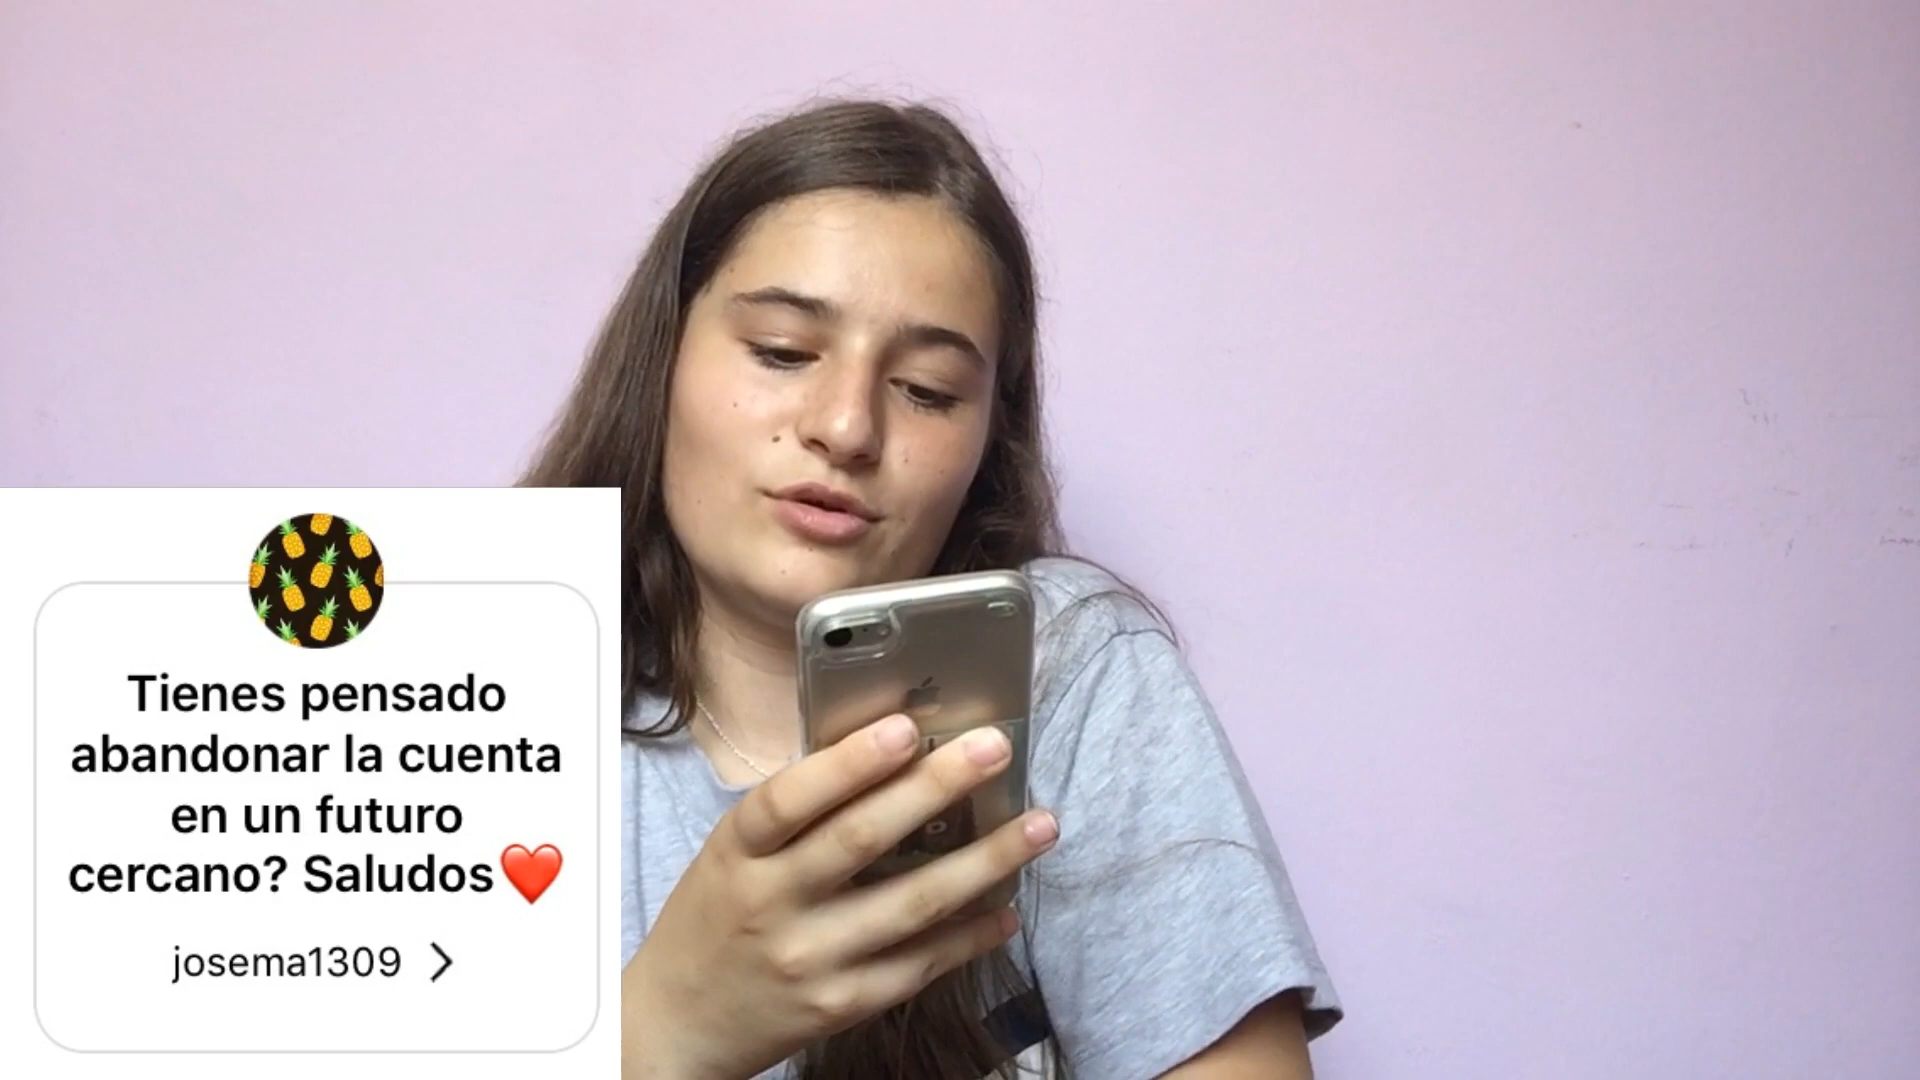 Tienes pensado
abandonar la cuenta
en un futuro
cercano? Saludos❤️
josema1309